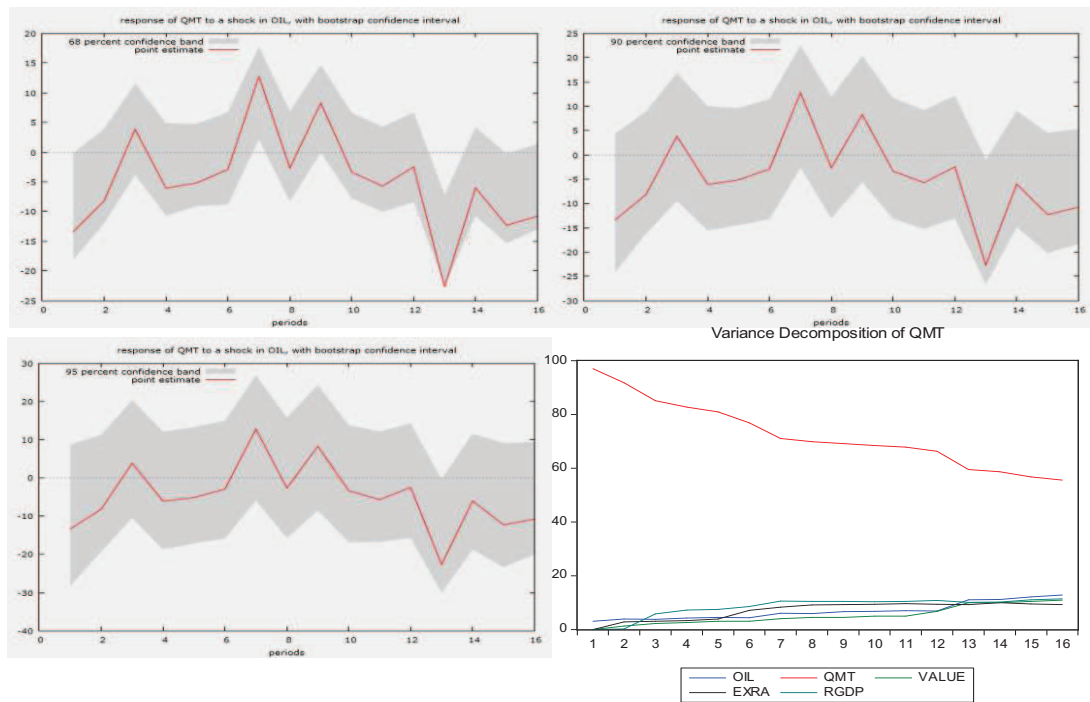 response of QMT to a shock in OIL, with bootstrap confidence interval
20
68 percent confidence band
point estimate
15
10
5
0
-5
-10
-15
-20
-25
0 2 4 6 8 10 12 14 16
periods
response of QMT to a shock in OIL, with bootstrap confidence interval
25
90 percent confidence band
point estimate
20
15
10
5
0
-5
-10
-15
-20
-25
-30
0 2 4 6 8 10 12 14 16
periods
response of QMT to a shock in OIL, with bootstrap confidence interval
30
95 percent confidence band
point estimate
20
10
0
-10
-20
-30
-40
0 2 4 6 8 10 12 14 16
periods
Variance Decomposition of QMT
100
80
60
40
20
0
1 2 3 4 5 6 7 8 9 10 11 12 13 14 15 16
OIL QMT VALUE
EXRA RGDP